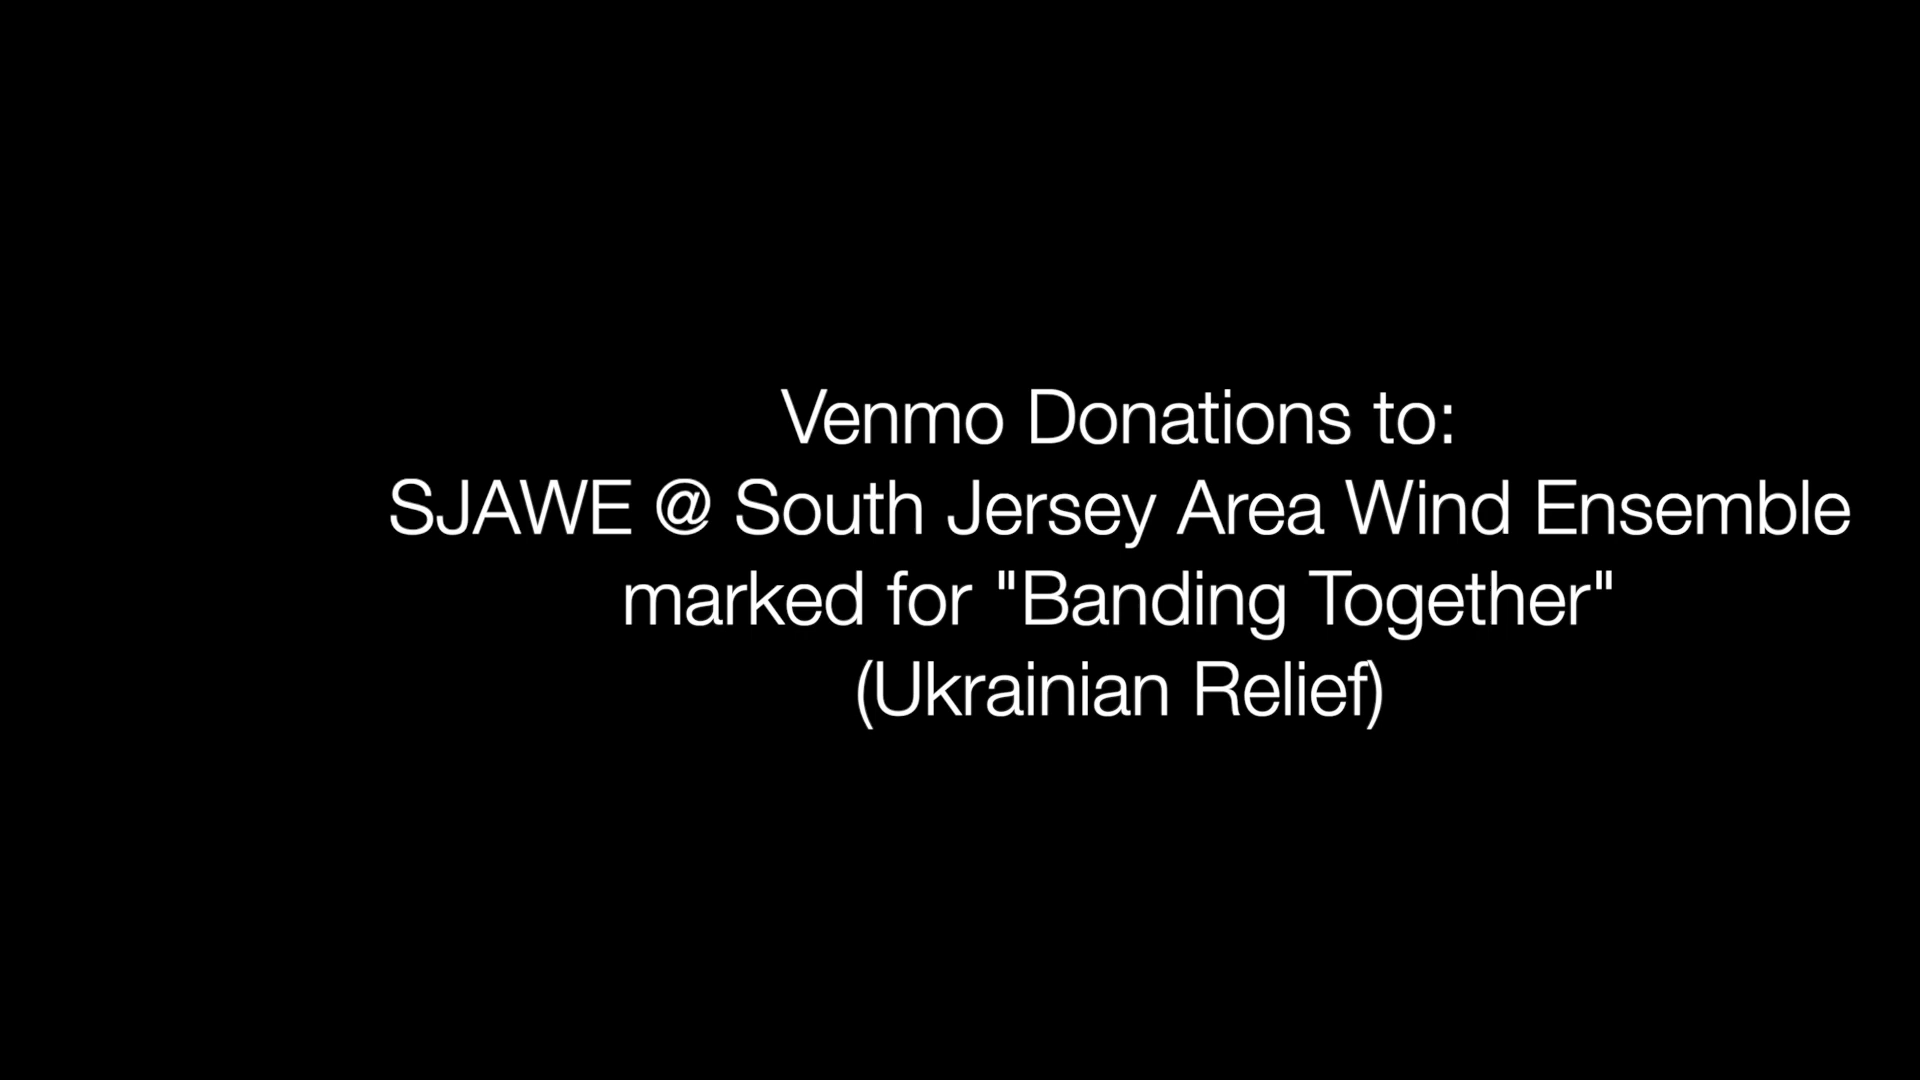 Venmo Donations to:
SJAWE @ South Jersey Area Wind Ensemble
marked for "Banding Together"
(Ukrainian Relief)